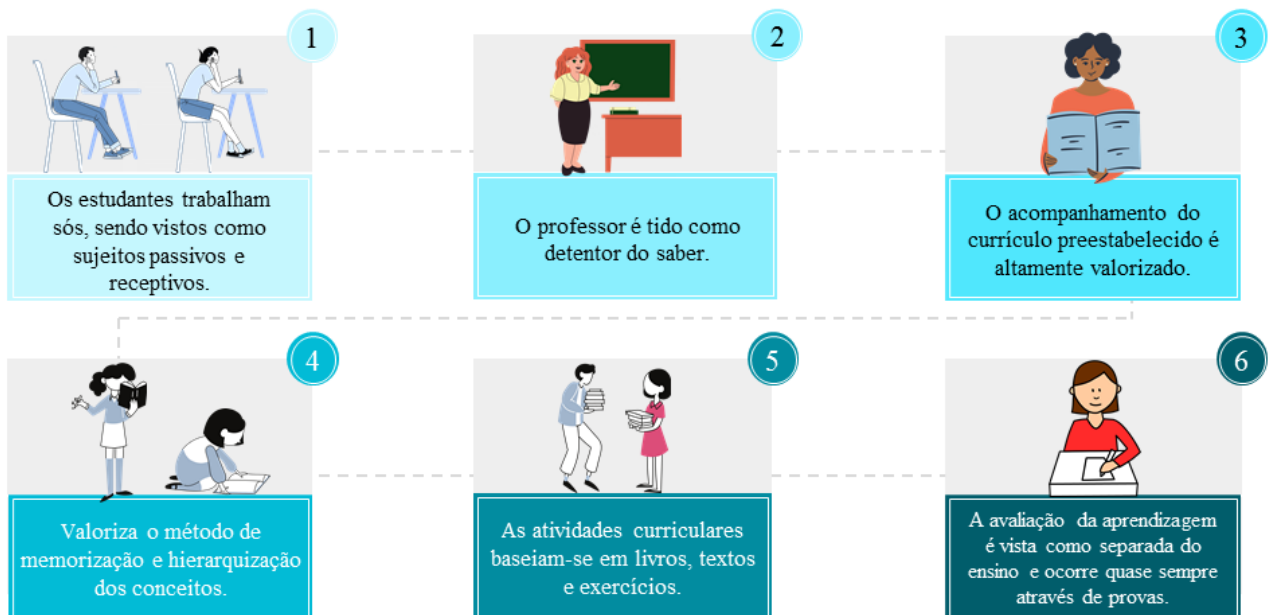 1
Os estudantes trabalham
sós, sendo vistos como
sujeitos passivos e
receptivos.
2
O professor é tido como
detentor do saber.
3
O acompanhamento do
currículo preestabelecido é
altamente valorizado.
4
Valoriza o método de
memorização e hierarquização
dos conceitos.
5
As atividades curriculares
baseiam-se em livros, textos
e exercícios.
6
A avaliação da aprendizagem
é vista como separada do
ensino e ocorre quase sempre
através de provas.